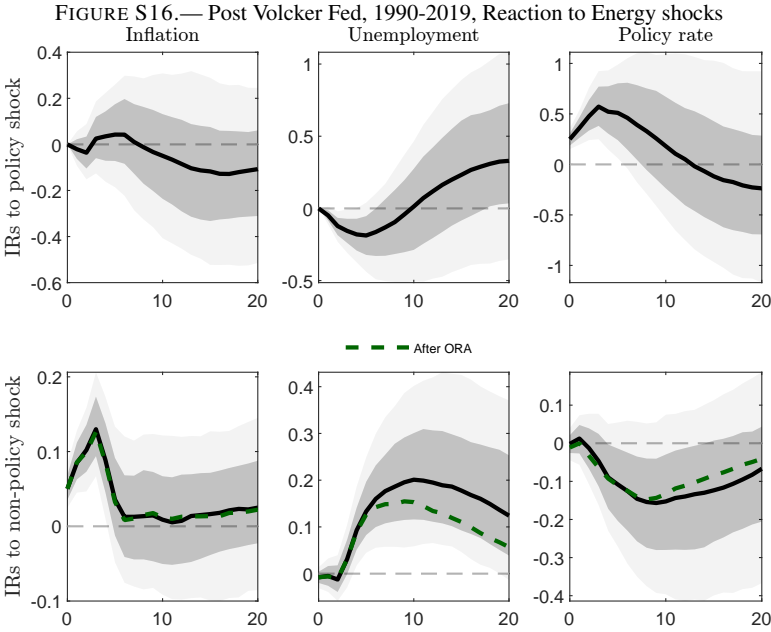 FIGURE S16.— Post Volcker Fed, 1990-2019, Reaction to Energy shocks
Inflation Unemployment Policy rate
IRs to policy shock
0.4
0.2
0
-0.2
-0.4
-0.6
0 10 20
1
0.5
0
-0.5
0 10 20
1
0.5
0
-0.5
-1
0 10 20
After ORA
IRs to non-policy shock
0.2
0.1
0
-0.1
0 10 20
0.4
0.3
0.2
0.1
0
0 10 20
0.1
0
-0.1
-0.2
-0.3
-0.4
0 10 20